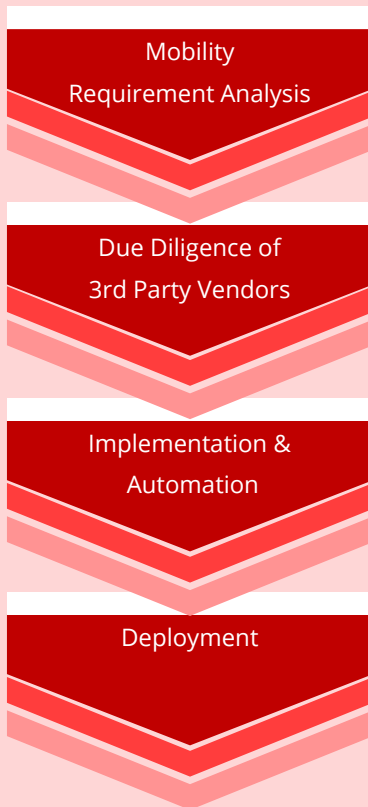 Mobility
Requirement Analysis
Due Diligence of
3rd Party Vendors
Implementation &
Automation
Deployment